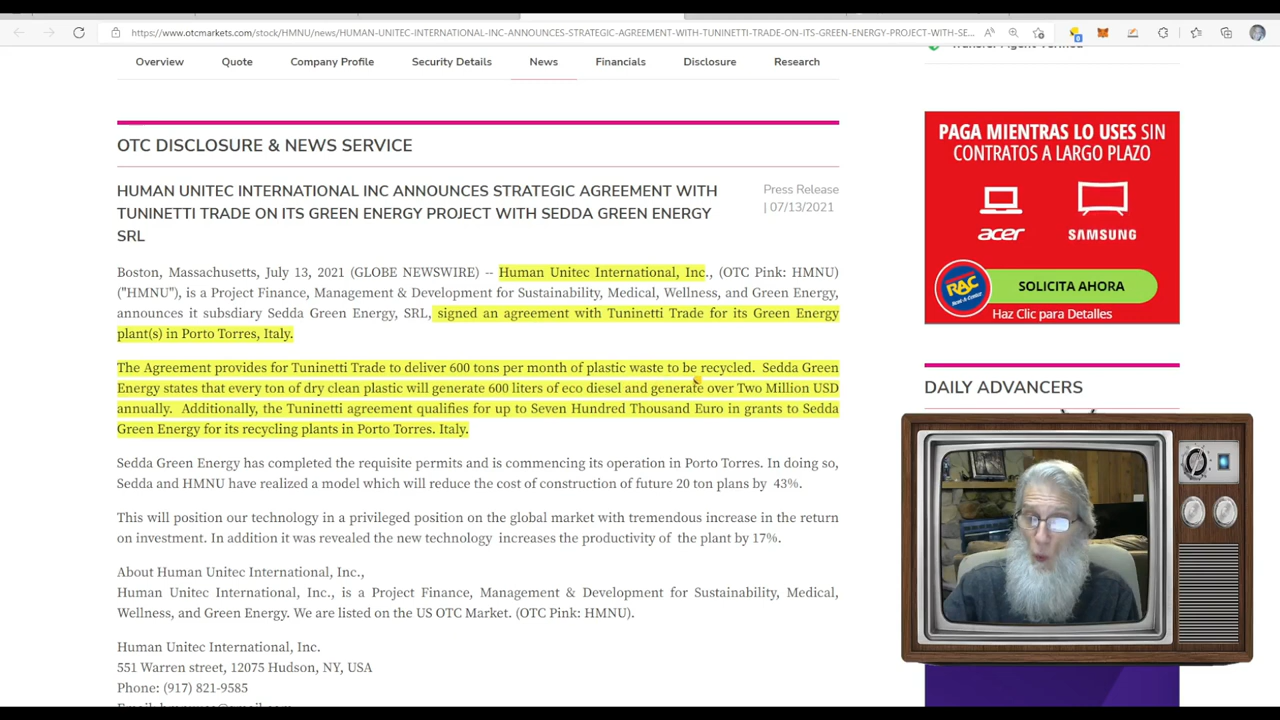 https://www.otcmarkets.com/stock/HMNU/news/HUMAN-UNITEC-INTERNATIONAL-INC-ANNOUNCES-STRATEGIC-AGREEMENT-WITH-TUNINETTI-TRADE-ON-ITS-GREEN-ENERGY-PROJECT-WITH-SE...
Overview Quote Company Profile Security Details News Financials Disclosure Research
OTC DISCLOSURE & NEWS SERVICE
HUMAN UNITEC INTERNATIONAL INC ANNOUNCES STRATEGIC AGREEMENT WITH
TUNINETTI TRADE ON ITS GREEN ENERGY PROJECT WITH SEDDA GREEN ENERGY
SRL
Press Release
| 07/13/2021
Boston, Massachusetts, July 13, 2021 (GLOBE NEWSWIRE) -- Human Unitec International, Inc., (OTC Pink: HMNU)
("HMNU"), is a Project Finance, Management & Development for Sustainability, Medical, Wellness, and Green Energy,
announces it subsdiary Sedda Green Energy, SRL, signed an agreement with Tuninetti Trade for its Green Energy
plant(s) in Porto Torres, Italy.
The Agreement provides for Tuninetti Trade to deliver 600 tons per month of plastic waste to be recycled. Sedda Green
Energy states that every ton of dry clean plastic will generate 600 liters of eco diesel and generate over Two Million USD
annually. Additionally, the Tuninetti agreement qualifies for up to Seven Hundred Thousand Euro in grants to Sedda
Green Energy for its recycling plants in Porto Torres. Italy.
Sedda Green Energy has completed the requisite permits and is commencing its operation in Porto Torres. In doing so,
Sedda and HMNU have realized a model which will reduce the cost of construction of future 20 ton plans by 43%.
This will position our technology in a privileged position on the global market with tremendous increase in the return
on investment. In addition it was revealed the new technology increases the productivity of the plant by 17%.
About Human Unitec International, Inc.,
Human Unitec International, Inc., is a Project Finance, Management & Development for Sustainability, Medical,
Wellness, and Green Energy. We are listed on the US OTC Market. (OTC Pink: HMNU).
Human Unitec International, Inc.
551 Warren street, 12075 Hudson, NY, USA
Phone: (917) 821-9585
PAGA MIENTRAS LO USES SIN
CONTRATOS A LARGO PLAZO
acer SAMSUNG
RAC
Rent-A-Center
SOLICITA AHORA
Haz Clic para Detalles
DAILY ADVANCERS